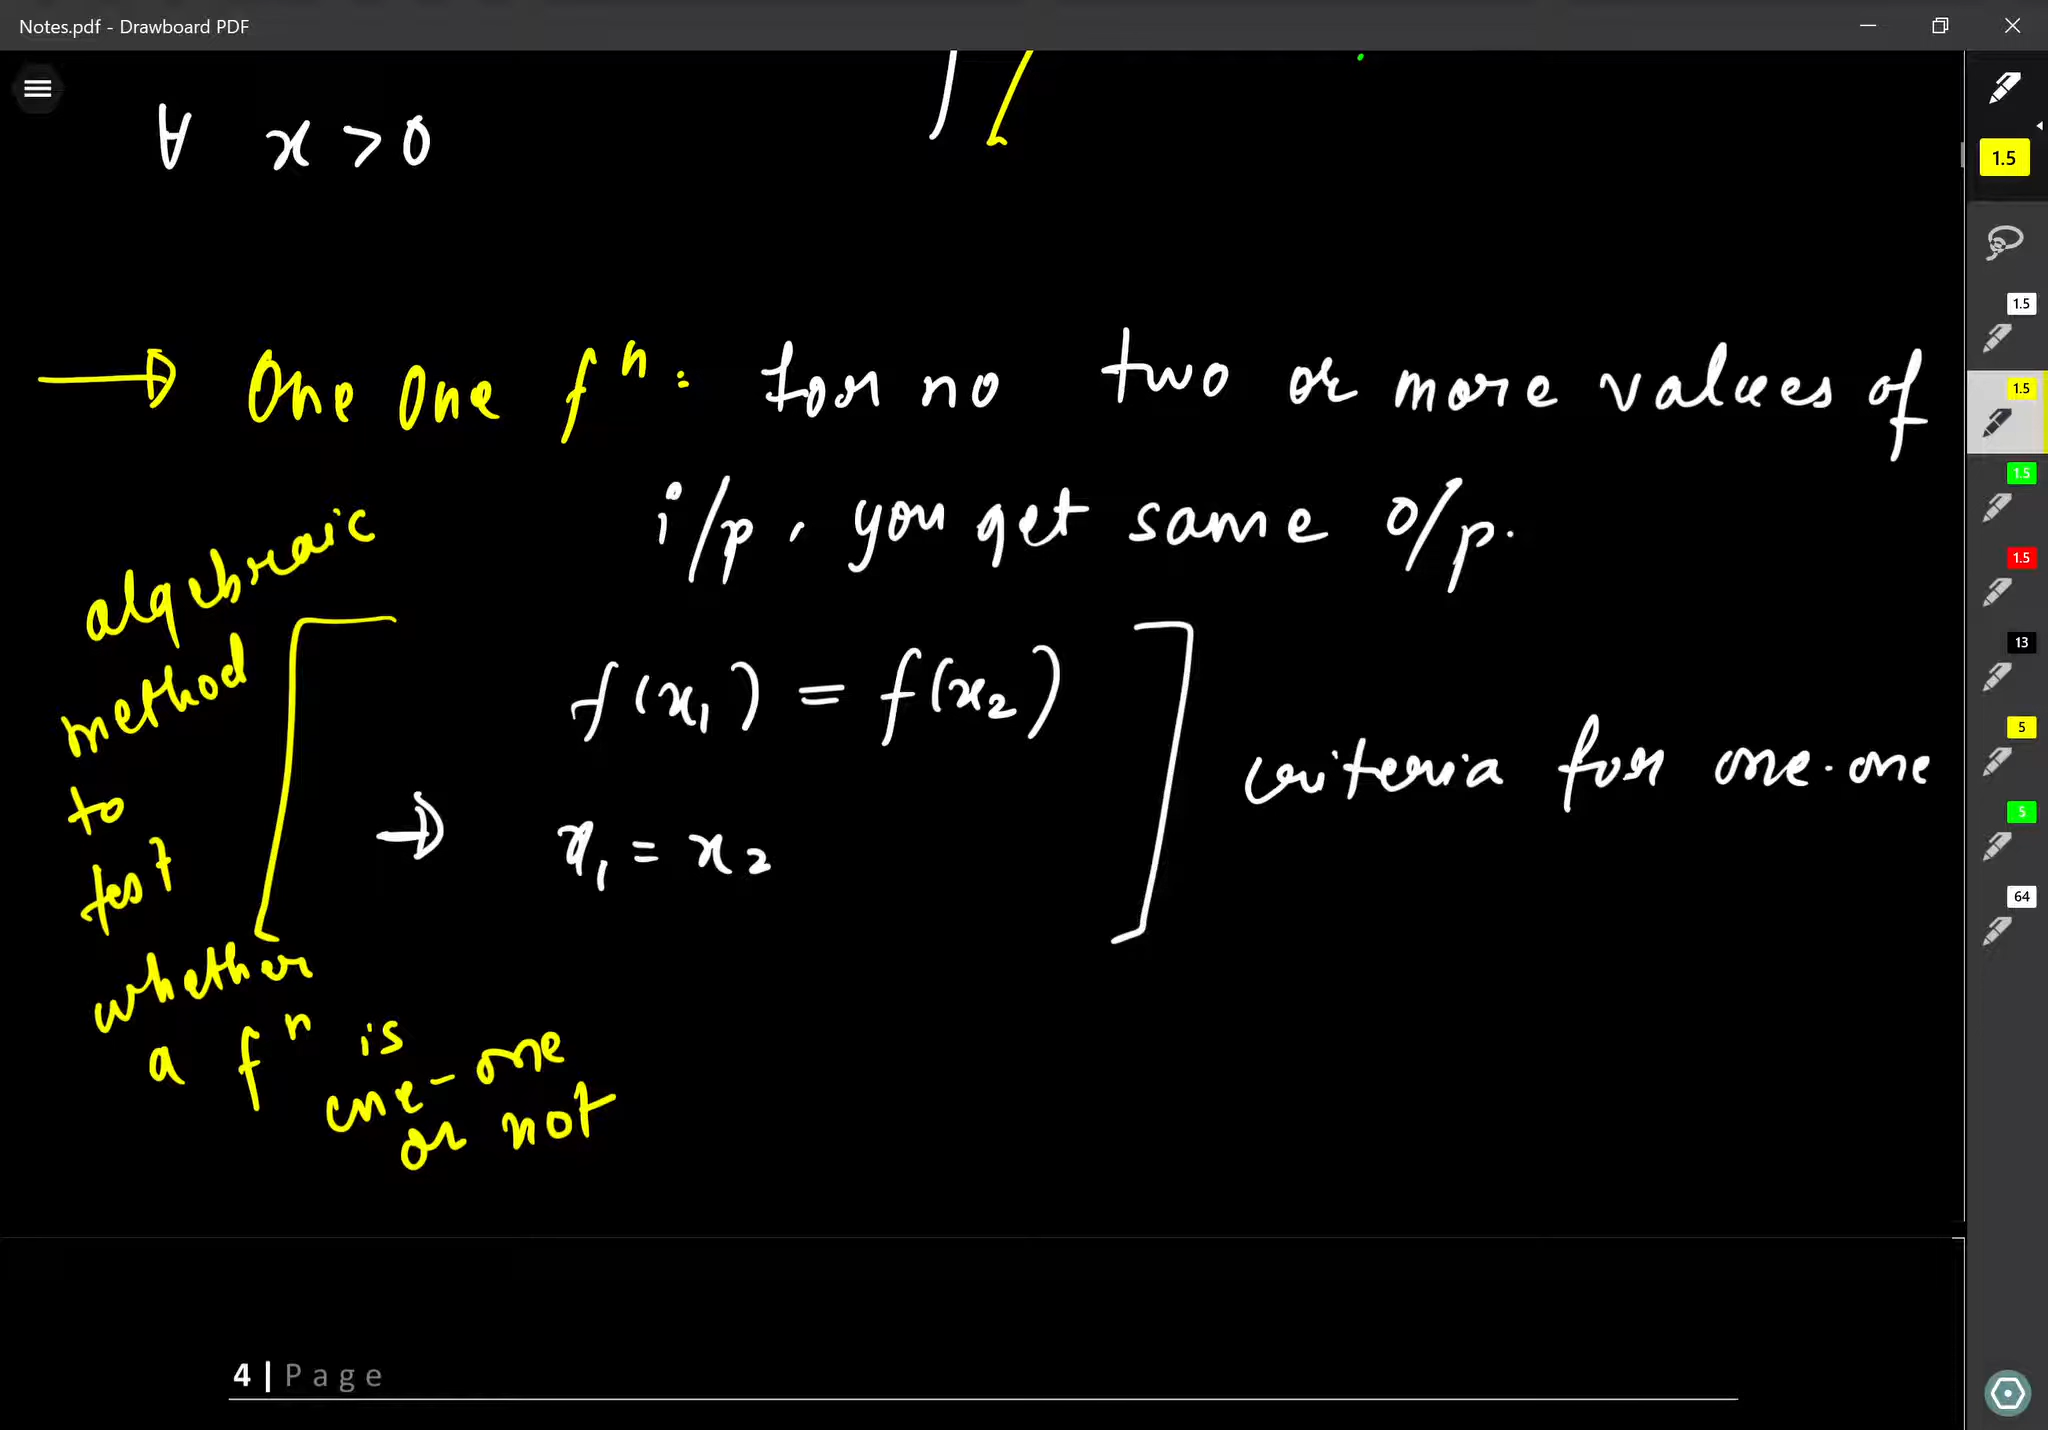 Notes.pdf - Drawboard PDF
∀ x > 0
1.5
→ One One fⁿ : for no two or more values of
i/p, you get same o/p.
algebraic
method
to
test
whether
a fⁿ is
one-one
or not
f(x₁) = f(x₂)
→ x₁ = x₂
criteria for one-one
1.5
1.5
1.5
1.5
13
5
5
64
4 | Page